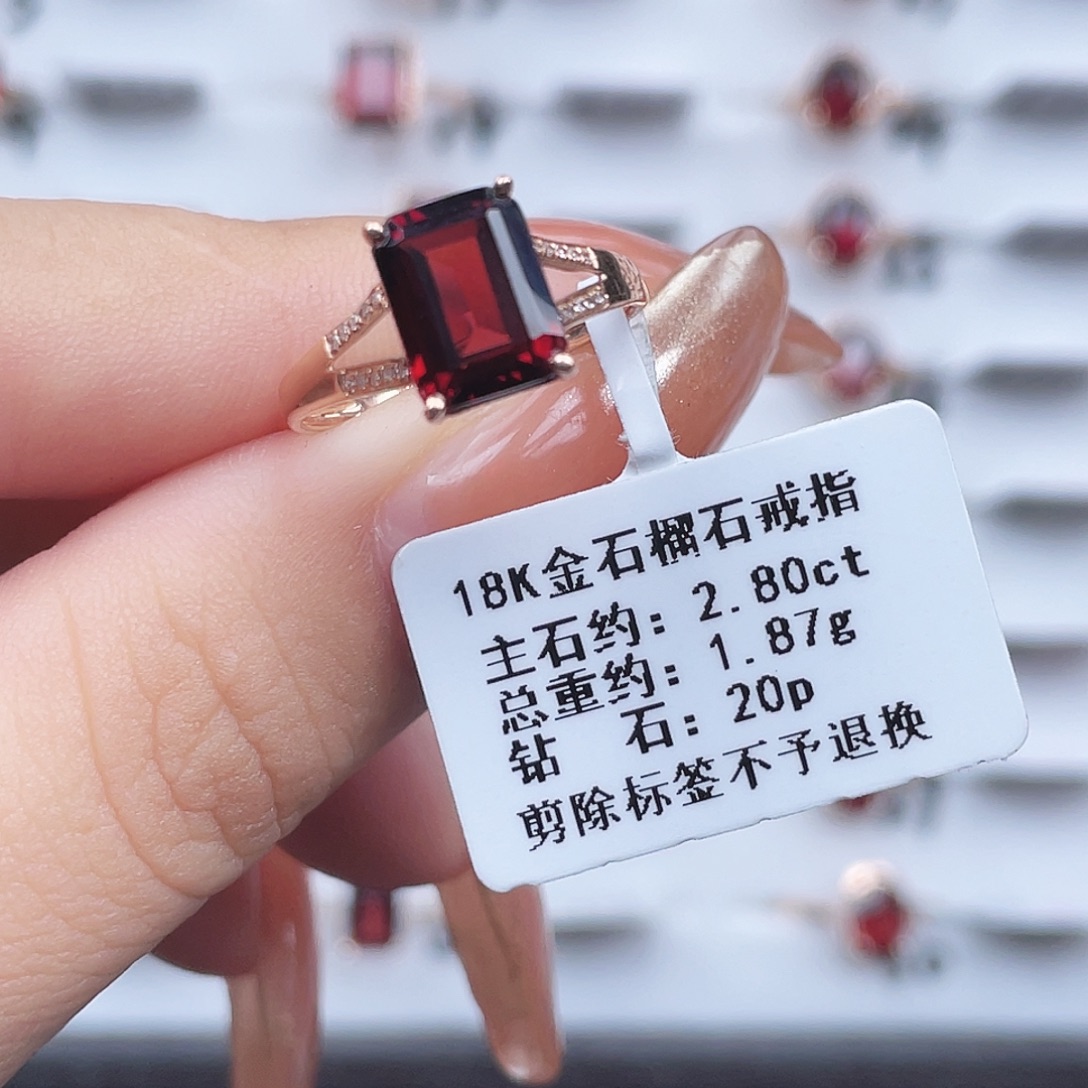 18K金石榴石戒指
主石约: 2.80ct
总重约: 1.87g
钻 石: 20p
剪除标签不予退换